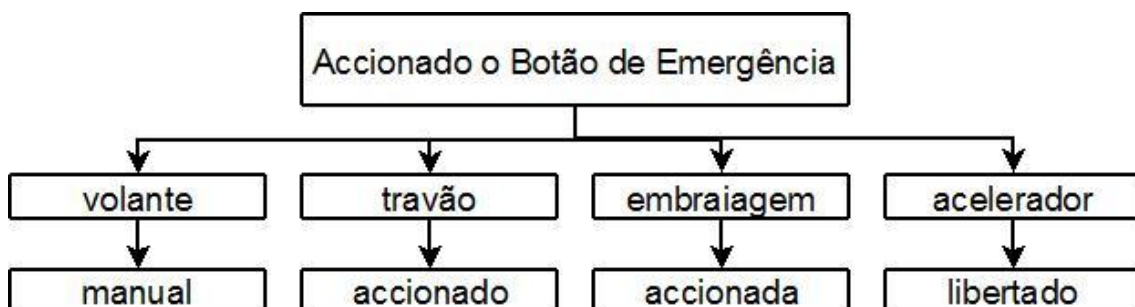 Accionado o Botão de Emergência
volante travão embraiagem acelerador
manual accionado accionada libertado